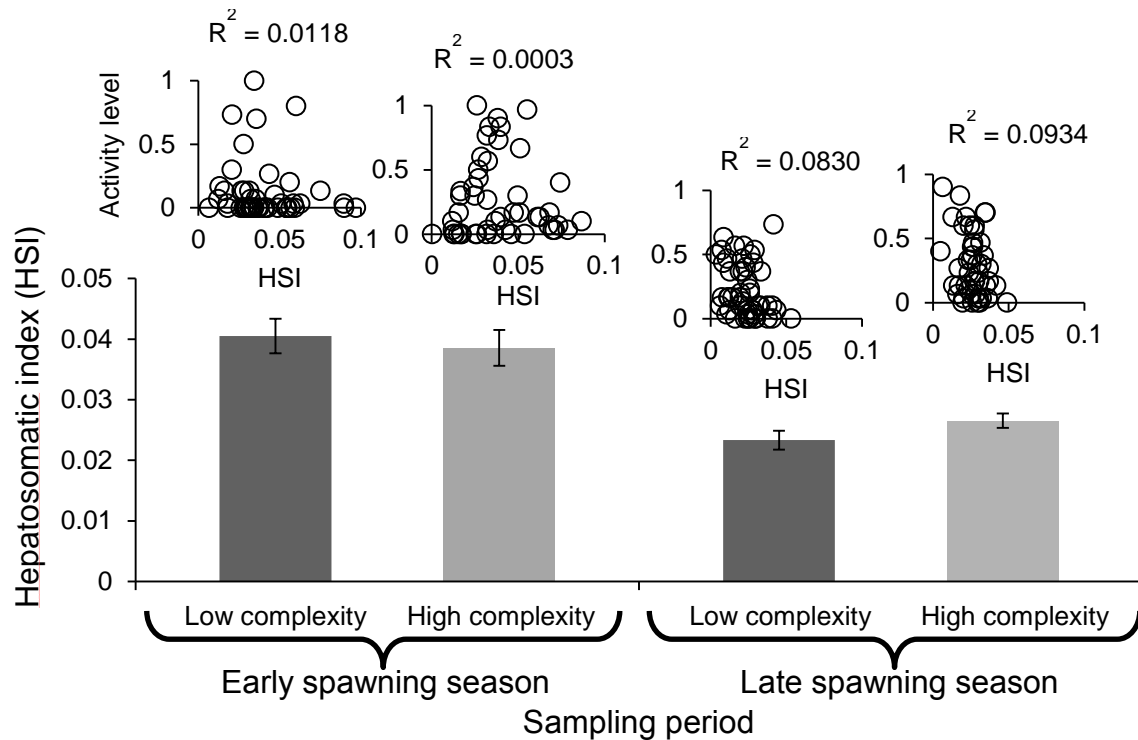 R² = 0.0118
R² = 0.0003
R² = 0.0830
R² = 0.0934
Activity level
1
0.5
0
0
0.05
0.1
HSI
1
0.5
0
0
0.05
0.1
HSI
1
0.5
0
0
0.05
0.1
HSI
1
0.5
0
0
0.05
0.1
HSI
Hepatosomatic index (HSI)
0.05
0.04
0.03
0.02
0.01
0
Low complexity
High complexity
Low complexity
High complexity
Early spawning season
Late spawning season
Sampling period